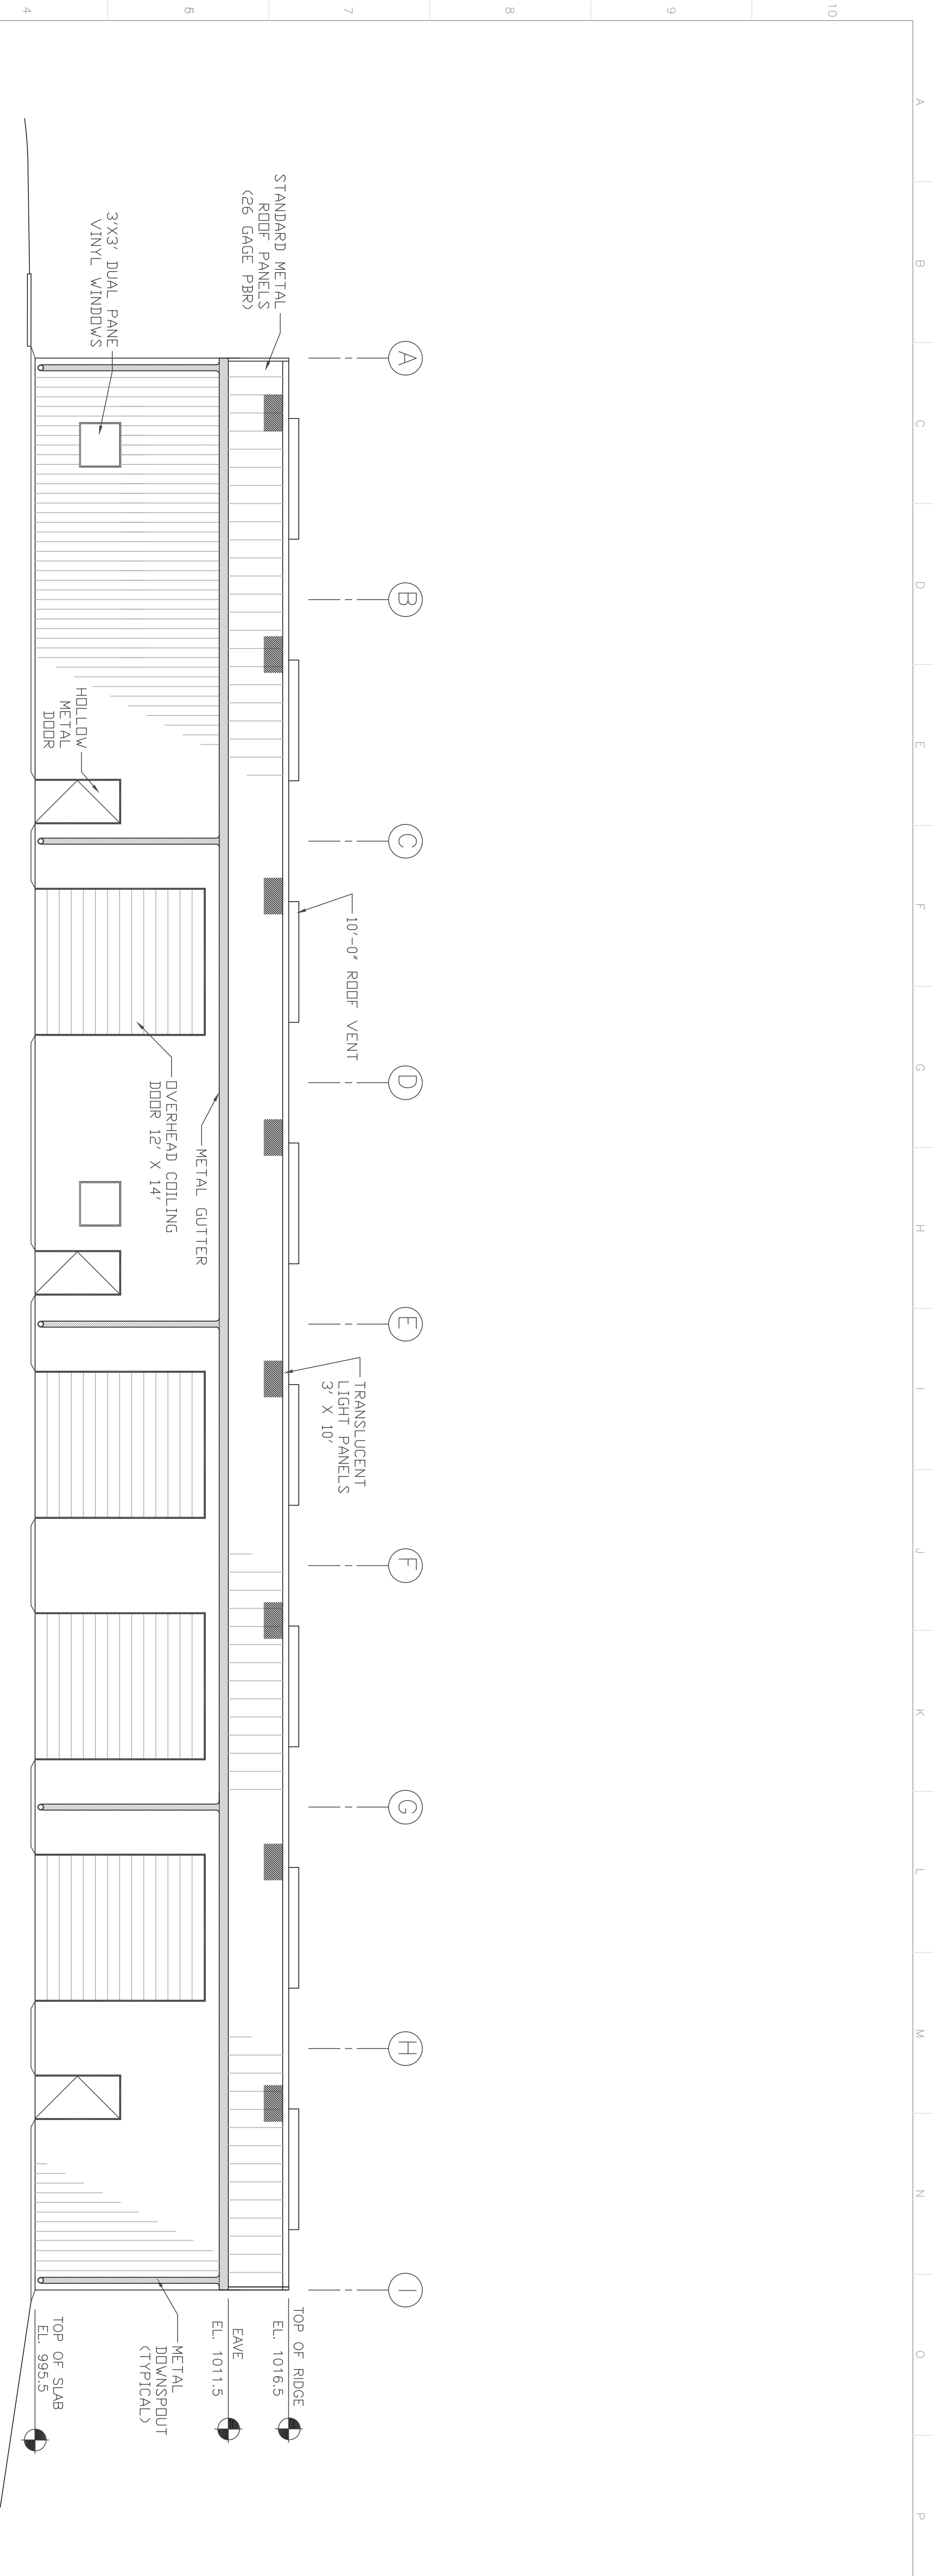 A
B
C
D
E
F
G
H
I
J
K
L
M
N
O
P
10
9
8
7
6
4
A
B
C
D
E
F
G
H
I
STANDARD METAL
ROOF PANELS
(26 GAGE PBR)
3'X3' DUAL PANE
VINYL WINDOWS
HOLLOW
METAL
DOOR
10'-0" ROOF VENT
OVERHEAD COILING
DOOR 12' X 14'
METAL GUTTER
TRANSLUCENT
LIGHT PANELS
3' X 10'
TOP OF RIDGE
EL. 1016.5
EAVE
EL. 1011.5
METAL
DOWNSPOUT
(TYPICAL)
TOP OF SLAB
EL. 995.5